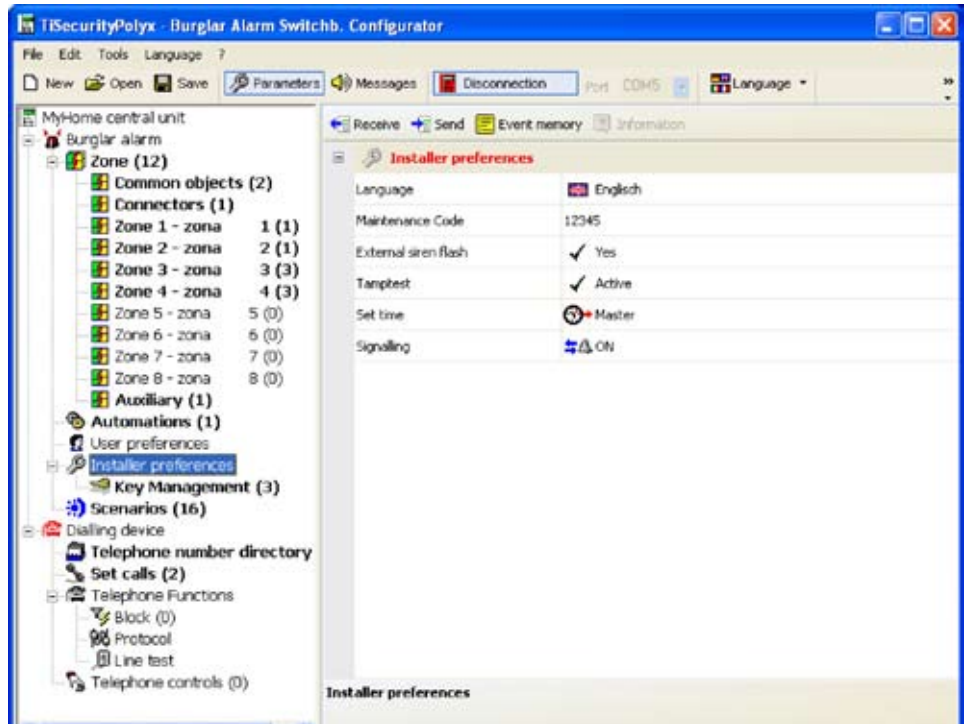 TiSecurityPolyx - Burglar Alarm Switchb. Configurator
File Edit Tools Language ?
New Open Save Parameters Messages Disconnection Port COM5 Language »
MyHome central unit
Burglar alarm
Zone (12)
Common objects (2)
Connectors (1)
Zone 1 - zona 1 (1)
Zone 2 - zona 2 (1)
Zone 3 - zona 3 (3)
Zone 4 - zona 4 (3)
Zone 5 - zona 5 (0)
Zone 6 - zona 6 (0)
Zone 7 - zona 7 (0)
Zone 8 - zona 8 (0)
Auxiliary (1)
Automations (1)
User preferences
Installer preferences
Key Management (3)
Scenarios (16)
Dialling device
Telephone number directory
Set calls (2)
Telephone Functions
Block (0)
Protocol
Line test
Telephone controls (0)
Receive Send Event memory Information
Installer preferences
Language Englisch
Maintenance Code 12345
External siren flash Yes
Tamptest Active
Set time Master
Signalling ON
Installer preferences